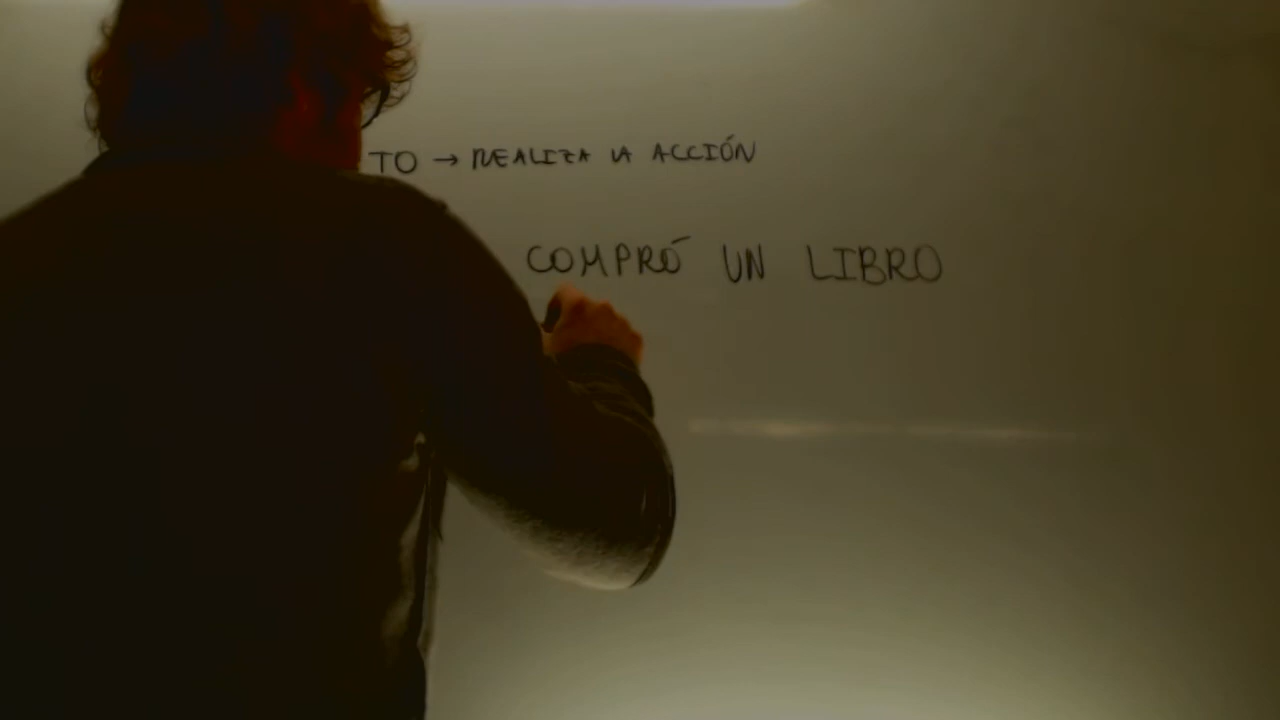 TO → REALIZA LA ACCIÓN
COMPRÓ UN LIBRO